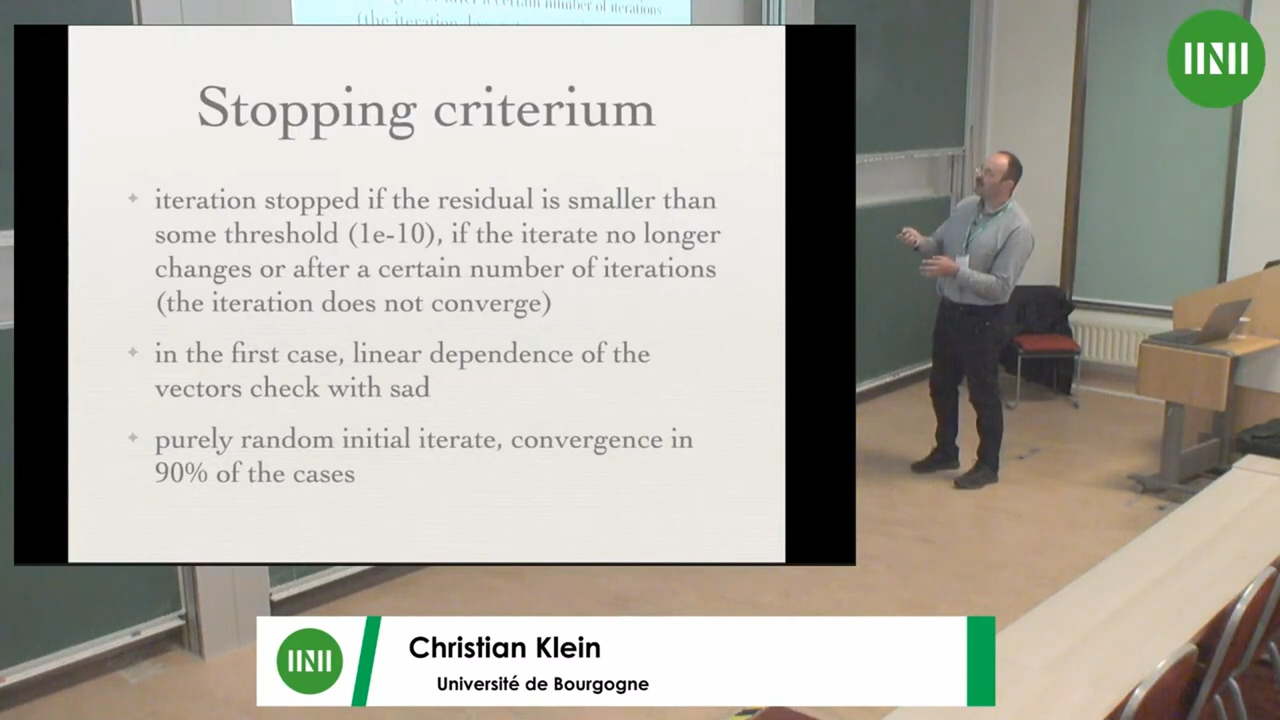 (the iteration does
Stopping criterium
iteration stopped if the residual is smaller than
some threshold (1e-10), if the iterate no longer
changes or after a certain number of iterations
(the iteration does not converge)
in the first case, linear dependence of the
vectors check with sad
purely random initial iterate, convergence in
90% of the cases
Christian Klein
Université de Bourgogne